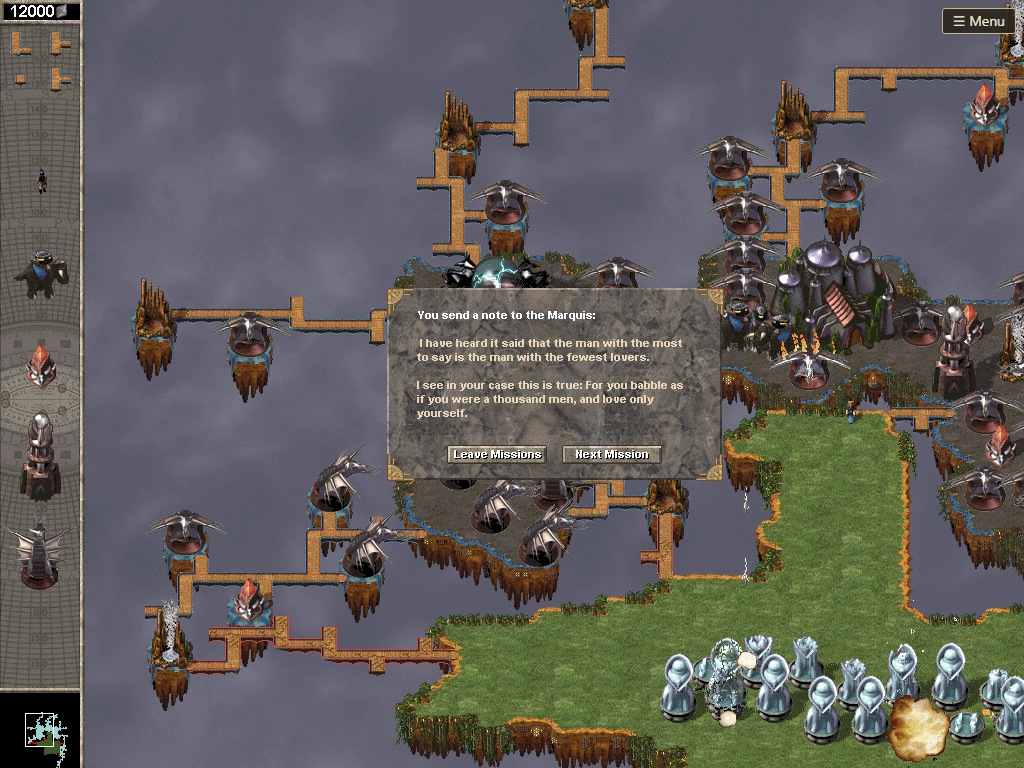 12000
☰ Menu
You send a note to the Marquis:
I have heard it said that the man with the most
to say is the man with the fewest lovers.
I see in your case this is true: For you babble as
if you were a thousand men, and love only
yourself.
Leave Missions
Next Mission